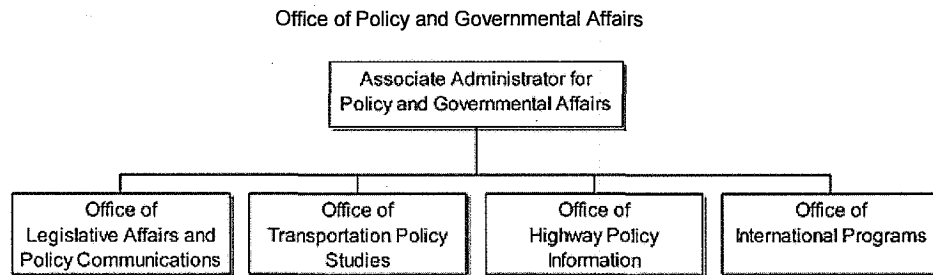 Office of Policy and Governmental Affairs
Associate Administrator for
Policy and Governmental Affairs
Office of
Legislative Affairs and
Policy Communications
Office of
Transportation Policy
Studies
Office of
Highway Policy
Information
Office of
International Programs